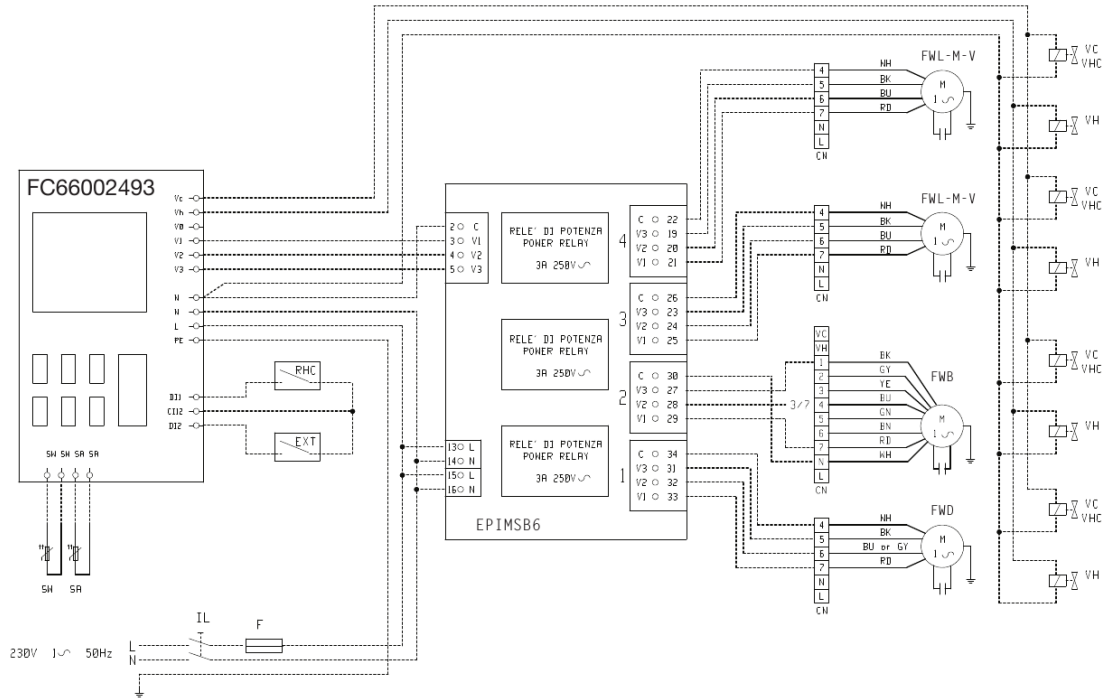 FC66002493
Vc
Vh
V0
V1
V2
V3
N
N
L
PE
DI1
CI12
DI2
SW SW SA SA
SW SA
RHC
EXT
230V 1 50Hz
L
N
IL
F
2 C
3 V1
4 V2
5 V3
13 L
14 N
15 L
16 N
EPIMSB6
RELE' DI POTENZA
POWER RELAY
3A 250V
RELE' DI POTENZA
POWER RELAY
3A 250V
RELE' DI POTENZA
POWER RELAY
3A 250V
4
C 22
V3 19
V2 20
V1 21
3
C 26
V3 23
V2 24
V1 25
2
C 30
V3 27
V2 28
V1 29
1
C 34
V3 31
V2 32
V1 33
4
5
6
7
N
L
CN
WH
BK
BU
RD
FWL-M-V
M
1
4
5
6
7
N
L
CN
WH
BK
BU
RD
FWL-M-V
M
1
3/7
VC
VH
1
2
3
4
5
6
7
N
L
CN
BK
GY
YE
BU
GN
BN
RD
WH
FWB
M
1
4
5
6
7
N
L
CN
WH
BK
BU or GY
RD
FWD
M
1
VC
VHC
VH
VC
VHC
VH
VC
VHC
VH
VC
VHC
VH